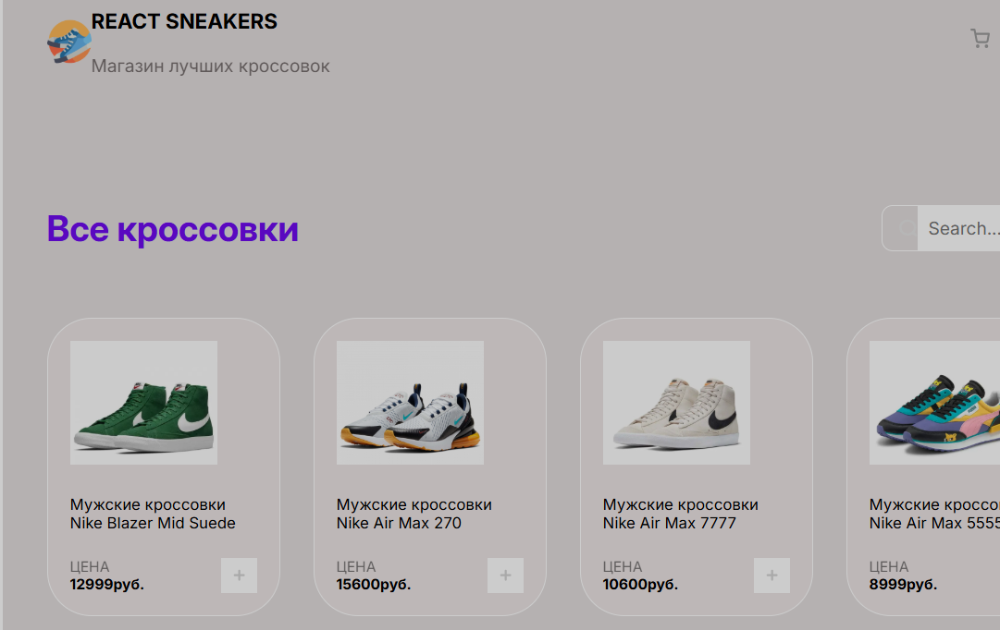 REACT SNEAKERS
Магазин лучших кроссовок
Все кроссовки
Search...
Мужские кроссовки
Nike Blazer Mid Suede
ЦЕНА
12999руб.
+
Мужские кроссовки
Nike Air Max 270
ЦЕНА
15600руб.
+
Мужские кроссовки
Nike Air Max 7777
ЦЕНА
10600руб.
+
Мужские кроссо
Nike Air Max 5555
ЦЕНА
8999руб.